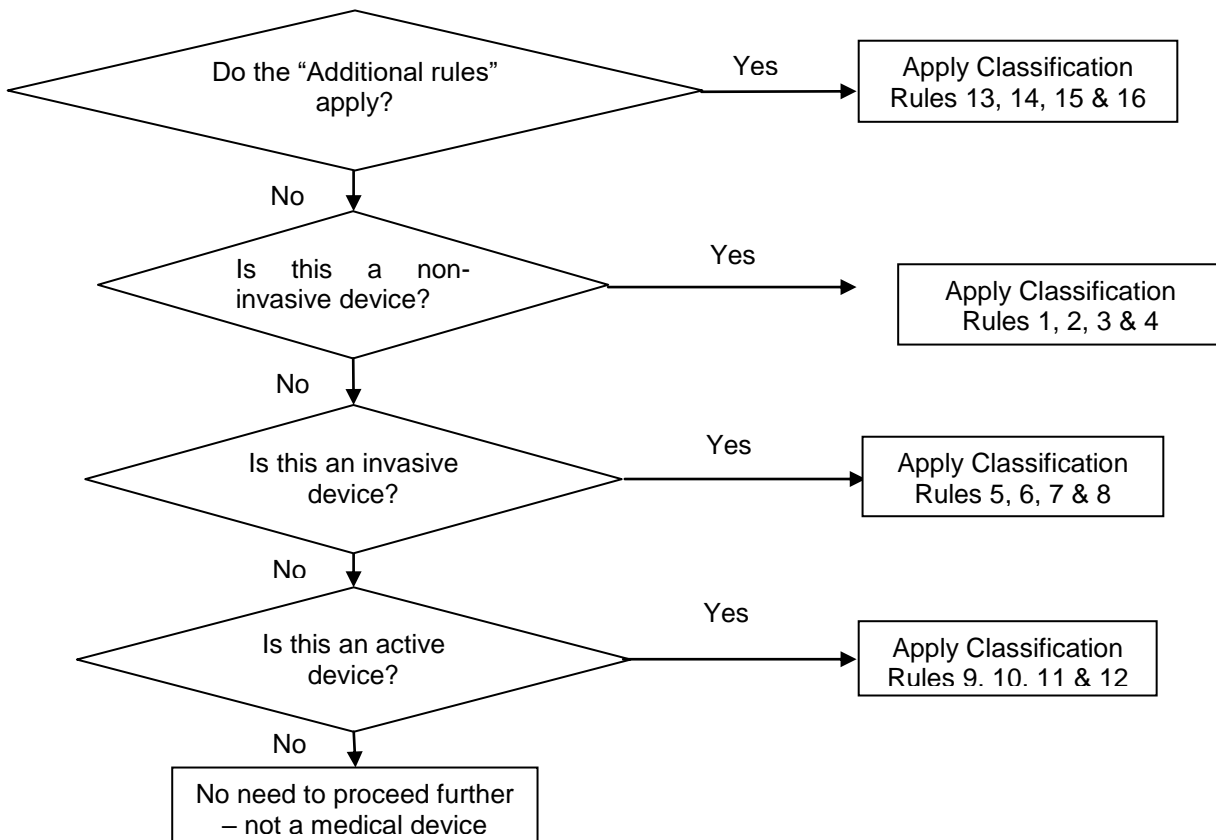 Do the “Additional rules”
apply?
Yes
Apply Classification
Rules 13, 14, 15 & 16
No
Is this a non-
invasive device?
Yes
Apply Classification
Rules 1, 2, 3 & 4
No
Is this an invasive
device?
Yes
Apply Classification
Rules 5, 6, 7 & 8
No
Is this an active
device?
Yes
Apply Classification
Rules 9, 10, 11 & 12
No
No need to proceed further
– not a medical device